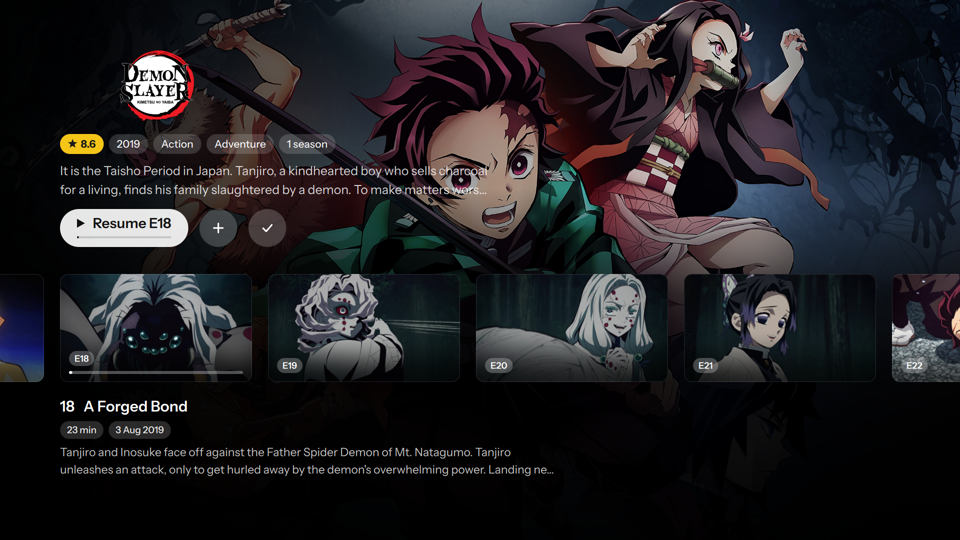 DEMON
SLAYER
KIMETSU NO YAIBA
8.6 2019 Action Adventure 1 season
It is the Taisho Period in Japan. Tanjiro, a kindhearted boy who sells charcoal
for a living, finds his family slaughtered by a demon. To make matters wors...
Resume E18
E18 E19 E20 E21 E22
18 A Forged Bond
23 min 3 Aug 2019
Tanjiro and Inosuke face off against the Father Spider Demon of Mt. Natagumo. Tanjiro
unleashes an attack, only to get hurled away by the demon's overwhelming power. Landing ne...